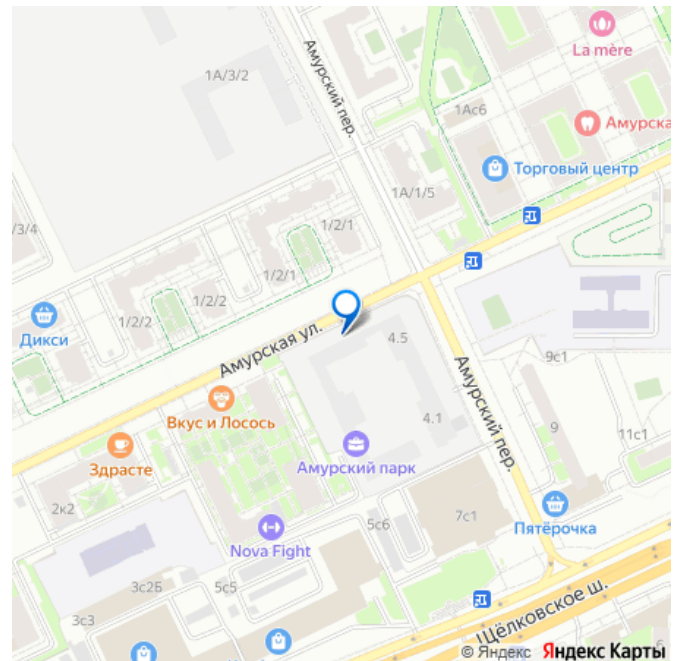 La mère
1А/3/2
Амурский пер.
1Ас6
Амурска
Торговый центр
1А/1/5
/3/4
1/2/1
1/2/1
1/2/2
1/2/2
Дикси
Амурская ул.
4.5
9с1
Амурский пер.
Вкус и Лосось
4.1
9
11с1
Здрасте
Амурский парк
2к2
5с6
7с1
Пятёрочка
Nova Fight
3с2Б
5с5
3с3
Щёлковское ш.
6
© Яндекс Яндекс Карты